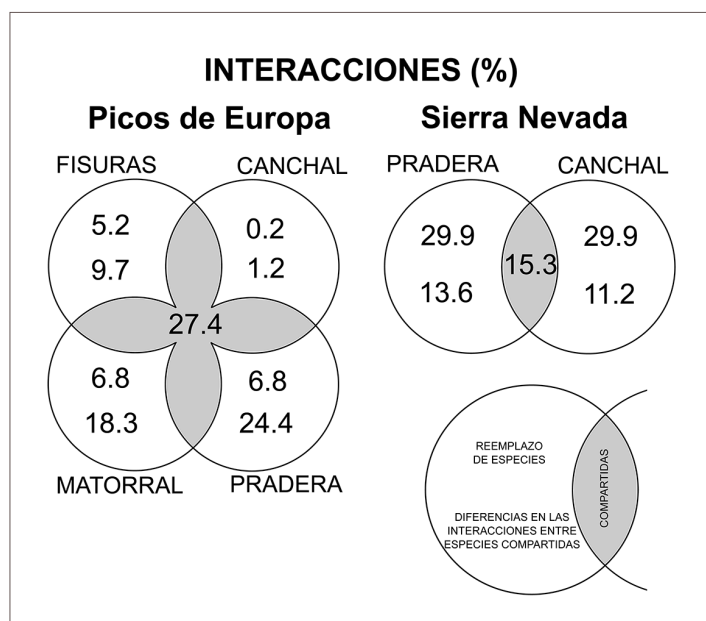 INTERACCIONES (%)
Picos de Europa
FISURAS
CANCHAL
5.2
0.2
9.7
1.2
27.4
6.8
6.8
18.3
24.4
MATORRAL
PRADERA
Sierra Nevada
PRADERA
CANCHAL
29.9
29.9
15.3
13.6
11.2
REEMPLAZO
DE ESPECIES
DIFERENCIAS EN LAS
INTERACCIONES ENTRE
ESPECIES COMPARTIDAS
COMPARTIDAS